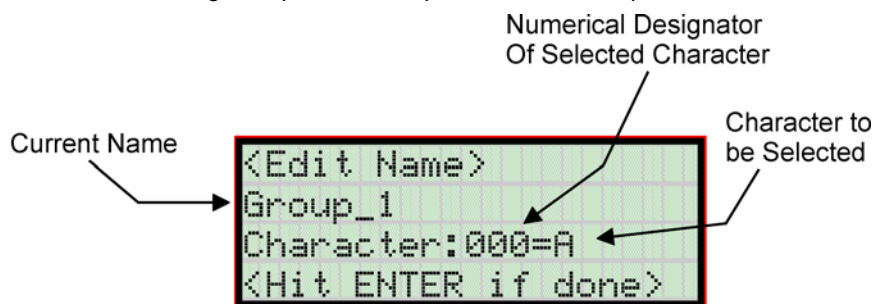 Numerical Designator
Of Selected Character
Character to
be Selected
Current Name
<Edit Name>
Group_1
Character:000=A
<Hit ENTER if done>